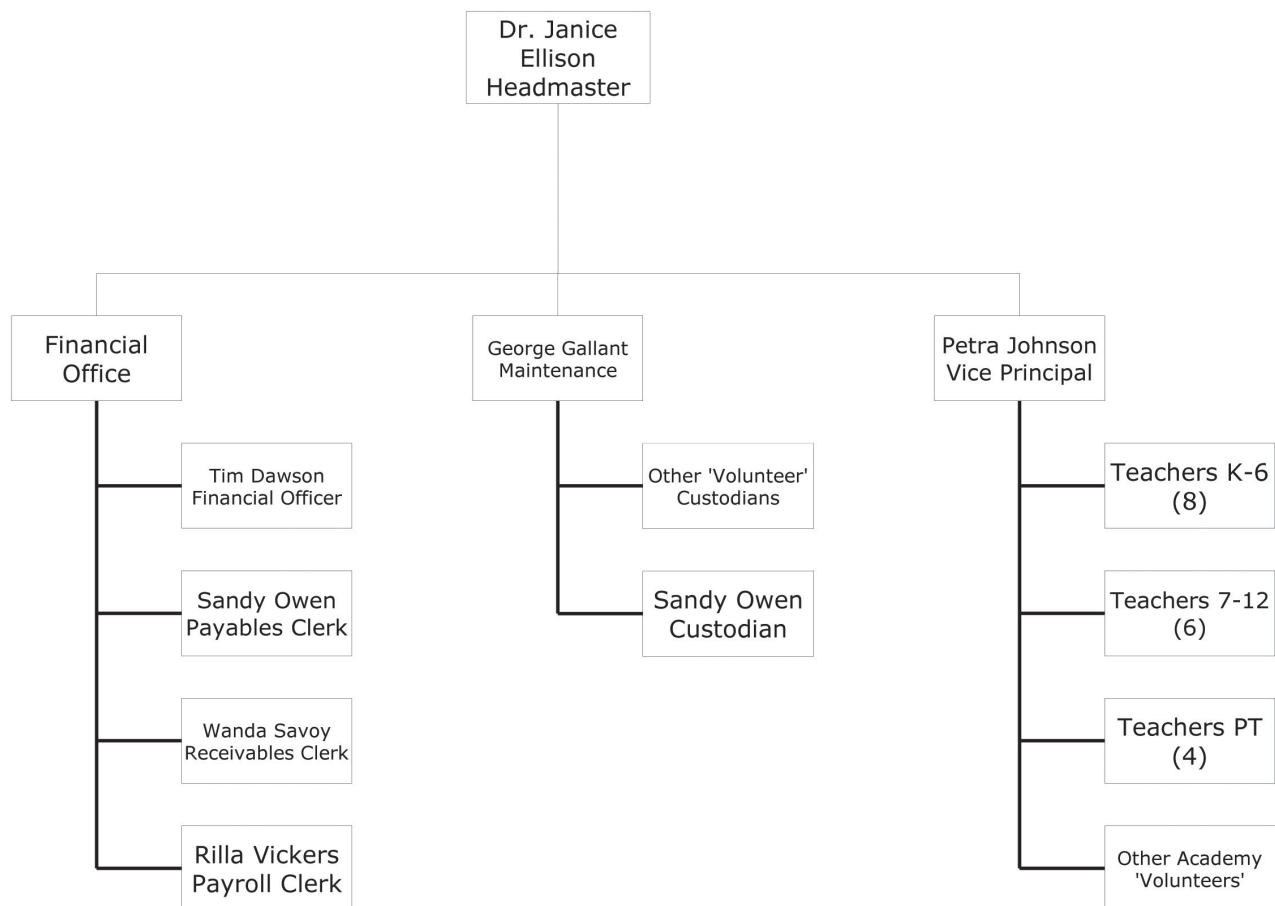 Dr. Janice
Ellison
Headmaster
Financial
Office
George Gallant
Maintenance
Petra Johnson
Vice Principal
Tim Dawson
Financial Officer
Other 'Volunteer'
Custodians
Teachers K-6
(8)
Sandy Owen
Payables Clerk
Sandy Owen
Custodian
Teachers 7-12
(6)
Wanda Savoy
Receivables Clerk
Teachers PT
(4)
Rilla Vickers
Payroll Clerk
Other Academy
'Volunteers'